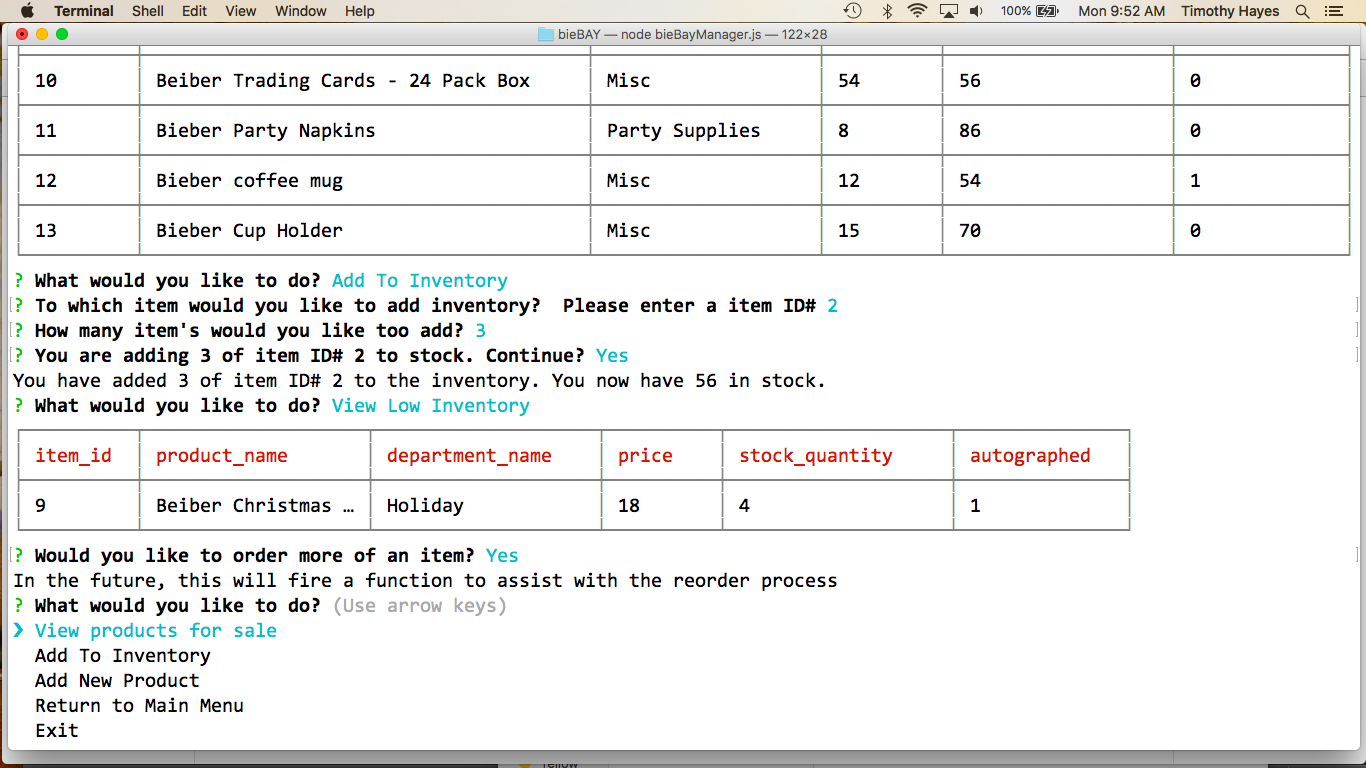 Terminal Shell Edit View Window Help 100% Mon 9:52 AM Timothy Hayes
bieBAY — node bieBayManager.js — 122×28
10 Beiber Trading Cards - 24 Pack Box Misc 54 56 0
11 Bieber Party Napkins Party Supplies 8 86 0
12 Bieber coffee mug Misc 12 54 1
13 Bieber Cup Holder Misc 15 70 0
? What would you like to do? Add To Inventory
[? To which item would you like to add inventory?  Please enter a item ID# 2 ]
[? How many item's would you like too add? 3 ]
[? You are adding 3 of item ID# 2 to stock. Continue? Yes ]
You have added 3 of item ID# 2 to the inventory. You now have 56 in stock.
? What would you like to do? View Low Inventory
item_id product_name department_name price stock_quantity autographed
9 Beiber Christmas … Holiday 18 4 1
[? Would you like to order more of an item? Yes ]
In the future, this will fire a function to assist with the reorder process
? What would you like to do? (Use arrow keys)
❯ View products for sale
Add To Inventory
Add New Product
Return to Main Menu
Exit